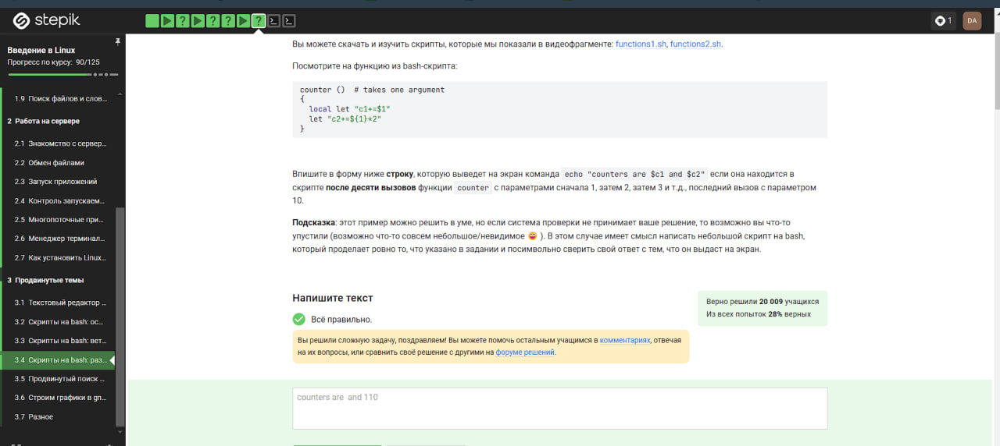 stepik
?
?
?
?
?
1
DA
Введение в Linux
Прогресс по курсу: 90/125
1.9 Поиск файлов и слов...
2 Работа на сервере
2.1 Знакомство с сервер...
2.2 Обмен файлами
2.3 Запуск приложений
2.4 Контроль запускаем...
2.5 Многопоточные при...
2.6 Менеджер терминал...
2.7 Как установить Linux...
3 Продвинутые темы
3.1 Текстовый редактор ...
3.2 Скрипты на bash: ос...
3.3 Скрипты на bash: вет...
3.4 Скрипты на bash: раз...
3.5 Продвинутый поиск ...
3.6 Строим графики в gn...
3.7 Разное
Вы можете скачать и изучить скрипты, которые мы показали в видеофрагменте: functions1.sh, functions2.sh.
Посмотрите на функцию из bash-скрипта:
counter ()  # takes one argument
{
  local let "c1+=$1"
  let "c2+=${1}*2"
}
Впишите в форму ниже строку, которую выведет на экран команда echo "counters are $c1 and $c2" если она находится в
скрипте после десяти вызовов функции counter с параметрами сначала 1, затем 2, затем 3 и т.д., последний вызов с параметром
10.
Подсказка: этот пример можно решить в уме, но если система проверки не принимает ваше решение, то возможно вы что-то
упустили (возможно что-то совсем небольшое/невидимое 😀 ). В этом случае имеет смысл написать небольшой скрипт на bash,
который проделает ровно то, что указано в задании и посимвольно сверить свой ответ с тем, что он выдаст на экран.
Напишите текст
Всё правильно.
Вы решили сложную задачу, поздравляем! Вы можете помочь остальным учащимся в комментариях, отвечая
на их вопросы, или сравнить своё решение с другими на форуме решений.
Верно решили 20 009 учащихся
Из всех попыток 28% верных
counters are  and 110